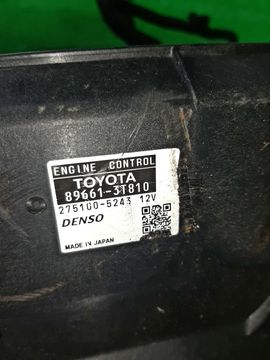 ENGINE CONTROL
TOYOTA
89661-3T810
275100-5243 12V
DENSO
MADE IN JAPAN